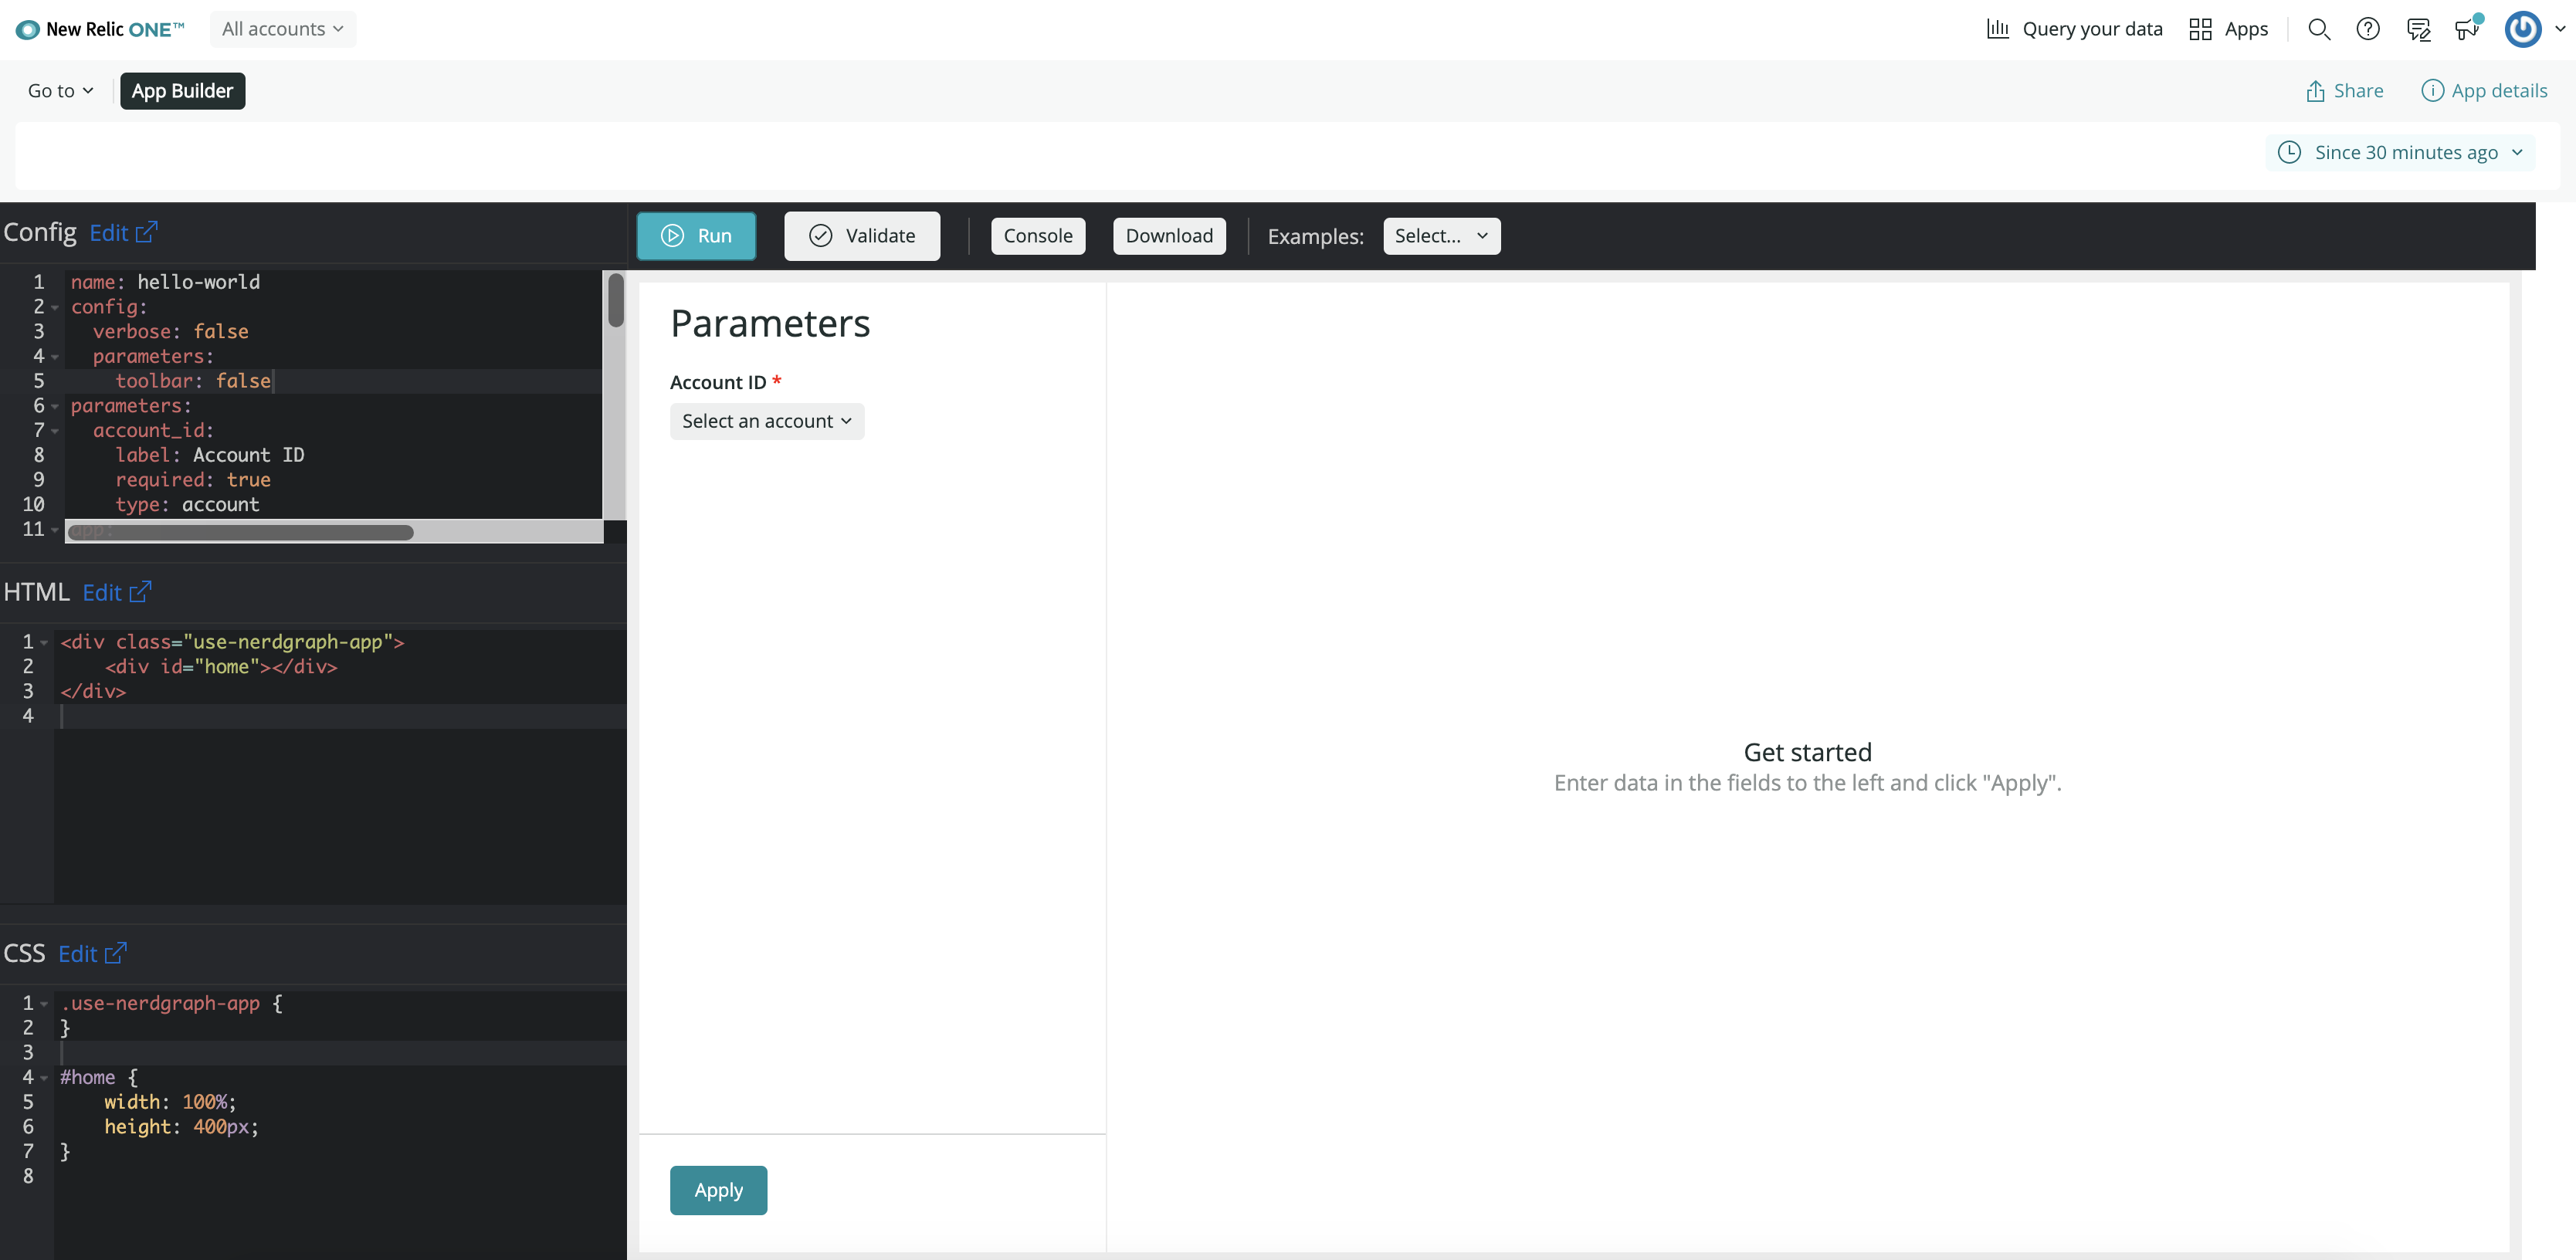 New Relic ONE™ All accounts Query your data Apps
Go to App Builder Share App details
Since 30 minutes ago
Config Edit
Run Validate Console Download Examples: Select...
1 name: hello-world
2 config:
3 verbose: false
4 parameters:
5 toolbar: false
6 parameters:
7 account_id:
8 label: Account ID
9 required: true
10 type: account
11 app:
HTML Edit
1 <div class="use-nerdgraph-app">
2 <div id="home"></div>
3 </div>
4
CSS Edit
1 .use-nerdgraph-app {
2 }
3
4 #home {
5 width: 100%;
6 height: 400px;
7 }
8
Parameters
Account ID *
Select an account
Apply
Get started
Enter data in the fields to the left and click "Apply".